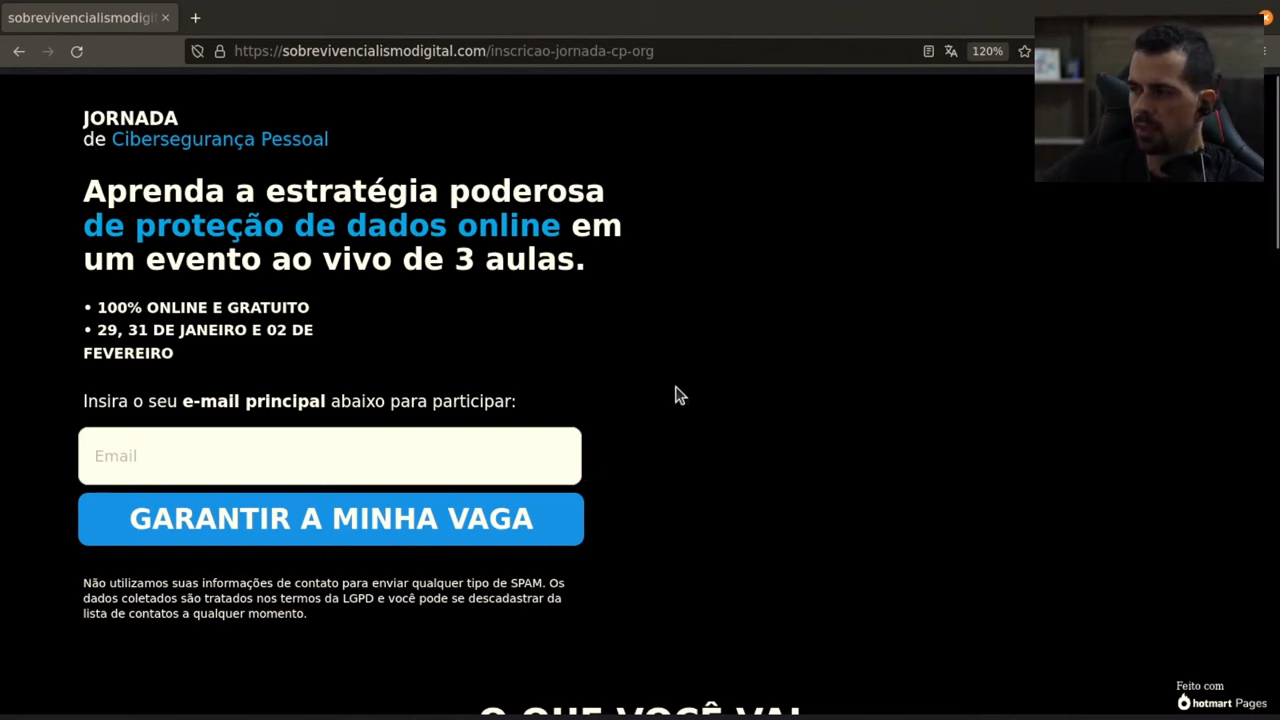 sobrevivencialismodigit
https://sobrevivencialismodigital.com/inscricao-jornada-cp-org
120%
JORNADA
de Cibersegurança Pessoal
Aprenda a estratégia poderosa
de proteção de dados online em
um evento ao vivo de 3 aulas.
• 100% ONLINE E GRATUITO
• 29, 31 DE JANEIRO E 02 DE
FEVEREIRO
Insira o seu e-mail principal abaixo para participar:
Email
GARANTIR A MINHA VAGA
Não utilizamos suas informações de contato para enviar qualquer tipo de SPAM. Os
dados coletados são tratados nos termos da LGPD e você pode se descadastrar da
lista de contatos a qualquer momento.
O QUE VOCÊ VAI
Feito com
hotmart Pages